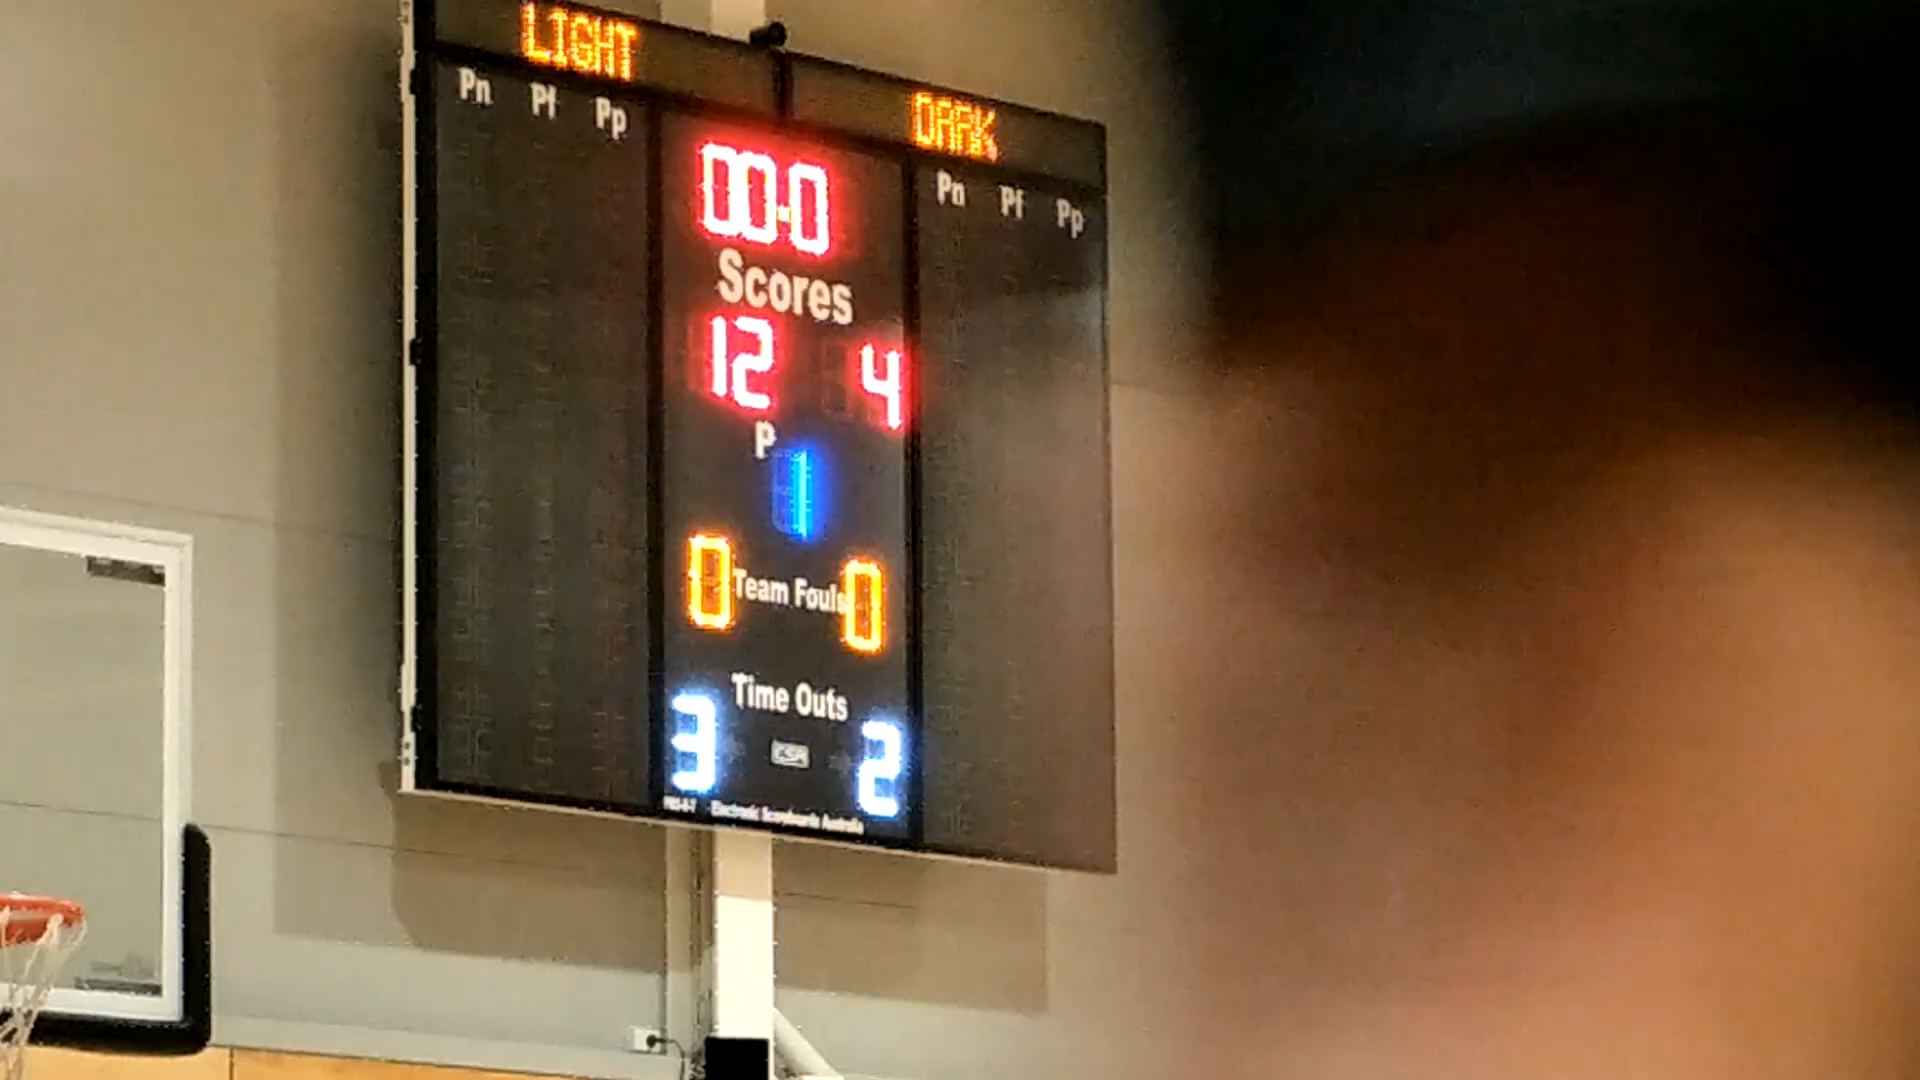 LIGHT
DARK
Pn Pf Pp
Pn Pf Pp
00.0
Scores
12 4
P
1
0 Team Fouls 0
Time Outs
3 2
Electronic Scoreboards Australia